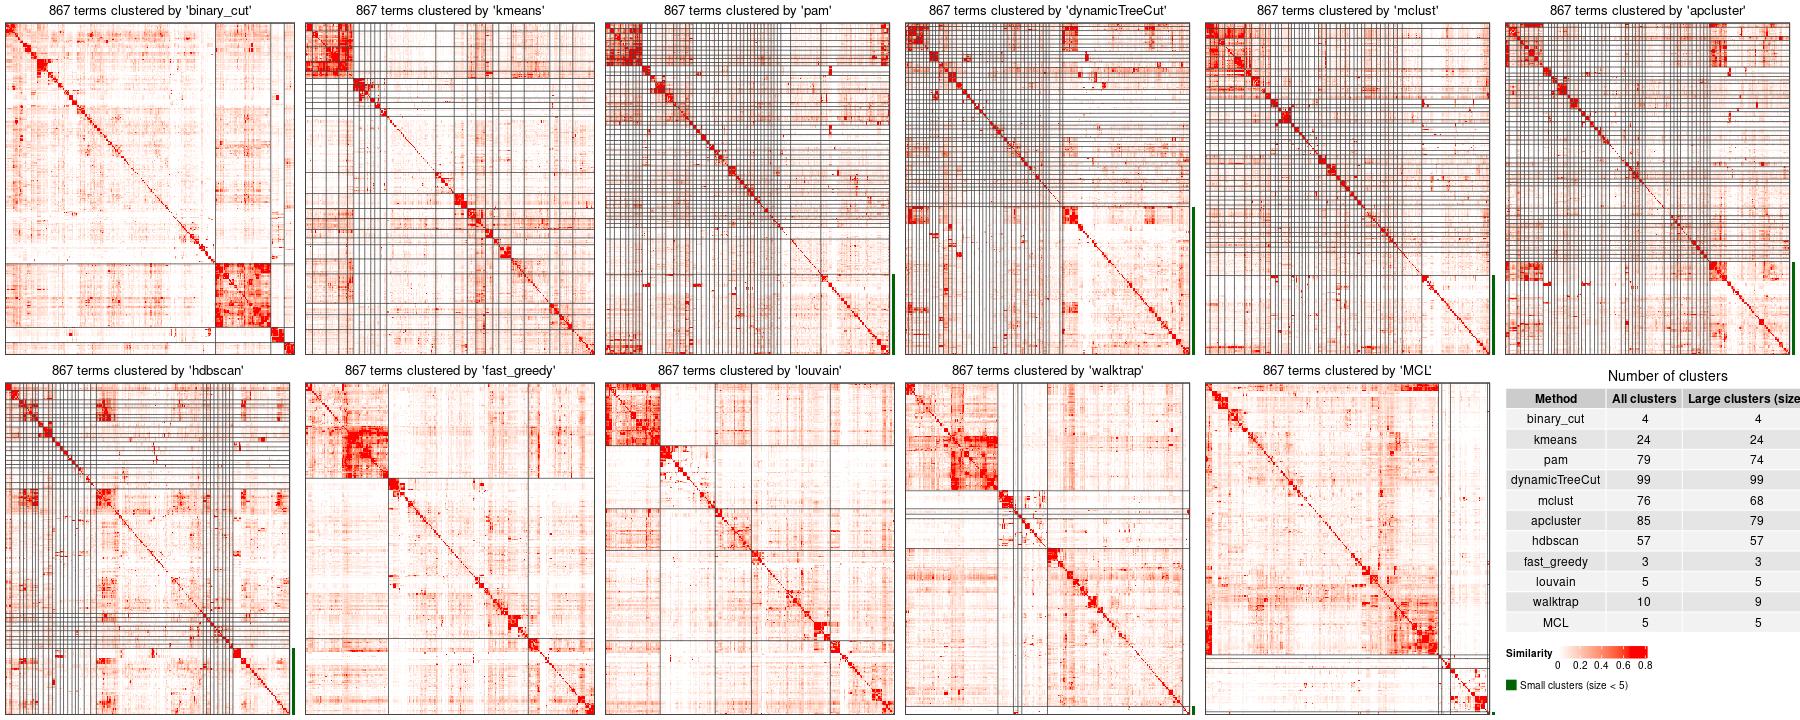 867 terms clustered by 'binary_cut'
867 terms clustered by 'kmeans'
867 terms clustered by 'pam'
867 terms clustered by 'dynamicTreeCut'
867 terms clustered by 'mclust'
867 terms clustered by 'apcluster'
867 terms clustered by 'hdbscan'
867 terms clustered by 'fast_greedy'
867 terms clustered by 'louvain'
867 terms clustered by 'walktrap'
867 terms clustered by 'MCL'
Number of clusters
Method All clusters Large clusters (size
binary_cut 4 4
kmeans 24 24
pam 79 74
dynamicTreeCut 99 99
mclust 76 68
apcluster 85 79
hdbscan 57 57
fast_greedy 3 3
louvain 5 5
walktrap 10 9
MCL 5 5
Similarity
0 0.2 0.4 0.6 0.8
Small clusters (size < 5)